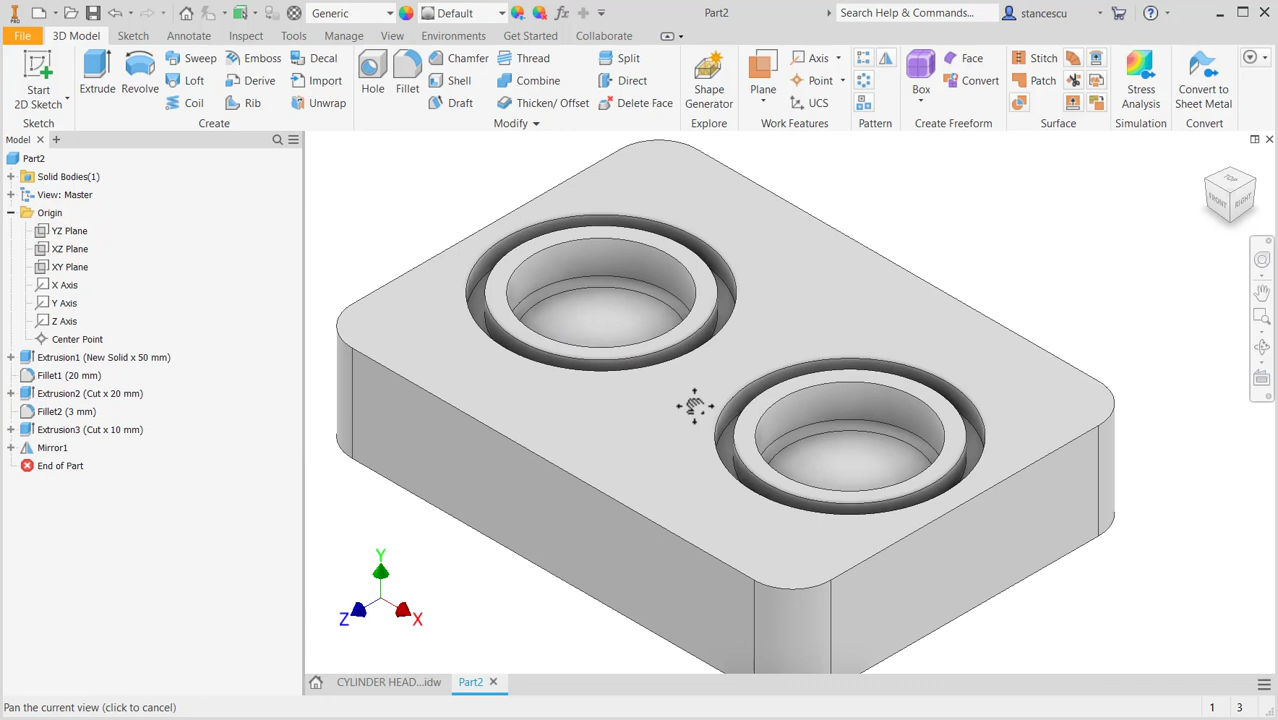 PRO Generic Default Part2 Search Help & Commands... stancescu
File 3D Model Sketch Annotate Inspect Tools Manage View Environments Get Started Collaborate
Start 2D Sketch Extrude Revolve Sweep Emboss Decal Hole Fillet Chamfer Thread Split Shape Generator Plane Axis Box Face Stitch Stress Analysis Convert to Sheet Metal
Loft Derive Import Shell Combine Direct Point Convert Patch
Coil Rib Unwrap Draft Thicken/ Offset Delete Face UCS
Sketch Create Modify Explore Work Features Pattern Create Freeform Surface Simulation Convert
Model
Part2
Solid Bodies(1)
View: Master
Origin
YZ Plane
XZ Plane
XY Plane
X Axis
Y Axis
Z Axis
Center Point
Extrusion1 (New Solid x 50 mm)
Fillet1 (20 mm)
Extrusion2 (Cut x 20 mm)
Fillet2 (3 mm)
Extrusion3 (Cut x 10 mm)
Mirror1
End of Part
TOP
FRONT RIGHT
Y
Z X
CYLINDER HEAD...idw Part2
Pan the current view (click to cancel) 1 3